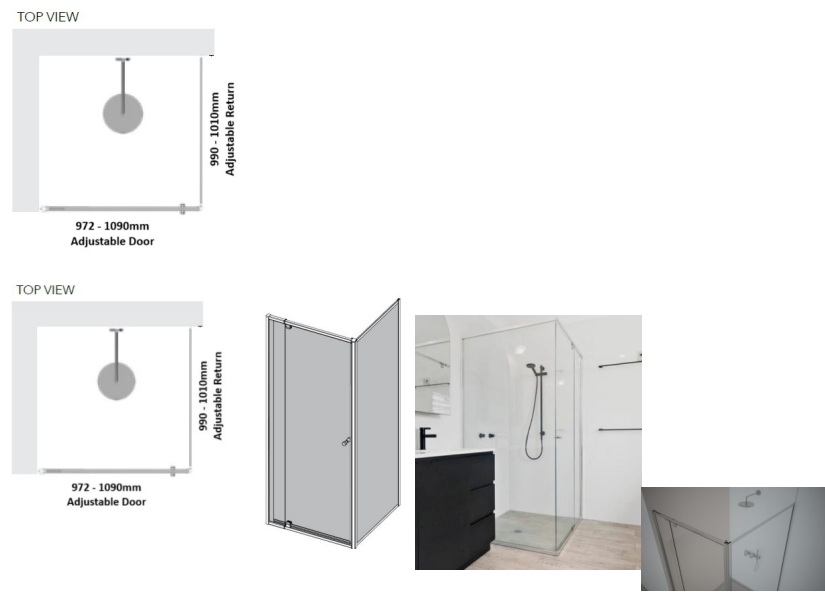 TOP VIEW
990 - 1010mm
Adjustable Return
972 - 1090mm
Adjustable Door
TOP VIEW
990 - 1010mm
Adjustable Return
972 - 1090mm
Adjustable Door